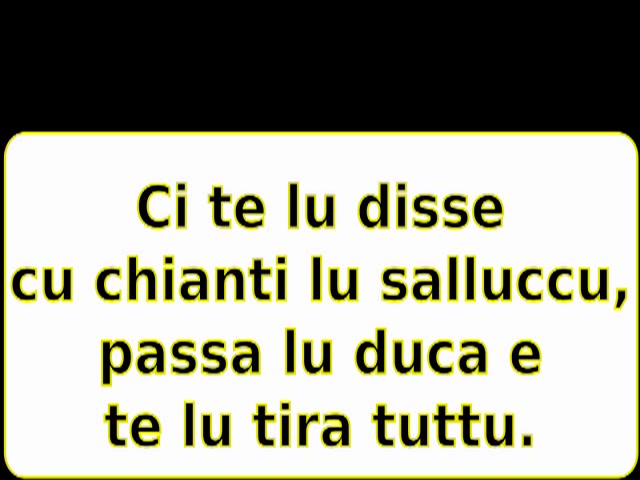 Ci te lu disse
cu chianti lu salluccu,
passa lu duca e
te lu tira tuttu.